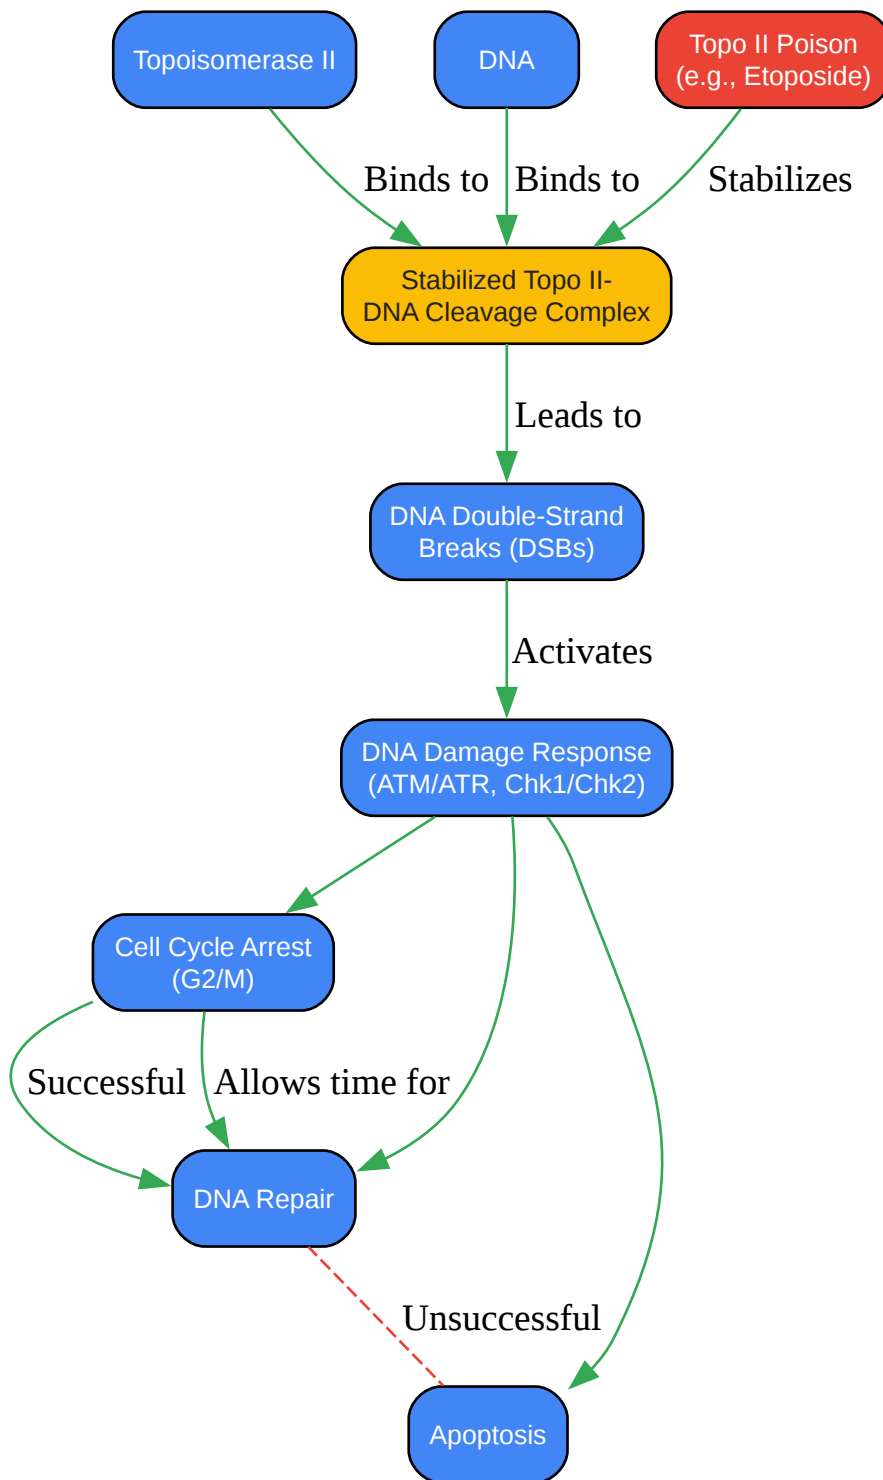 Topoisomerase II
DNA
Topo II Poison
(e.g., Etoposide)
Binds to
Binds to
Stabilizes
Stabilized Topo II-
DNA Cleavage Complex
Leads to
DNA Double-Strand
Breaks (DSBs)
Activates
DNA Damage Response
(ATM/ATR, Chk1/Chk2)
Cell Cycle Arrest
(G2/M)
Successful
Allows time for
DNA Repair
Unsuccessful
Apoptosis